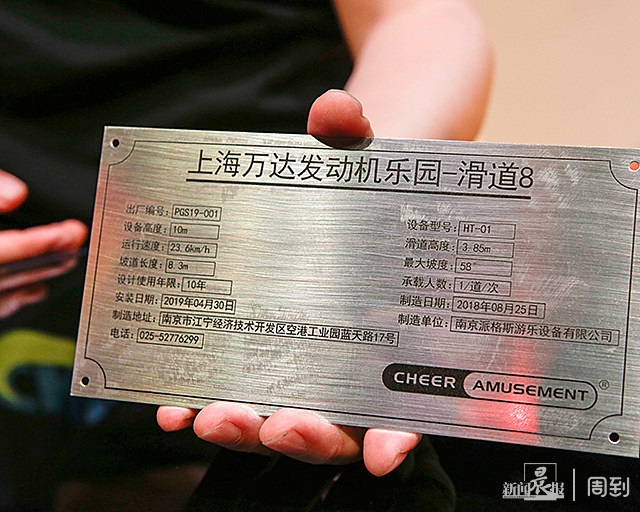 上海万达发动机乐园-滑道8
出厂编号: PGS19-001 设备型号: HT-01
设备高度: 10m 滑道高度: 3.85m
运行速度: 23.6km/h 最大坡度: 58°
坡道长度: 8.3m 承载人数: 1/道/次
设计使用年限: 10年 制造日期: 2018年08月25日
安装日期: 2019年04月30日 制造单位: 南京派格斯游乐设备有限公司
制造地址: 南京市江宁经济技术开发区空港工业园蓝天路17号
电话: 025-52776299
CHEER AMUSEMENT®
新闻晨报 | 周到